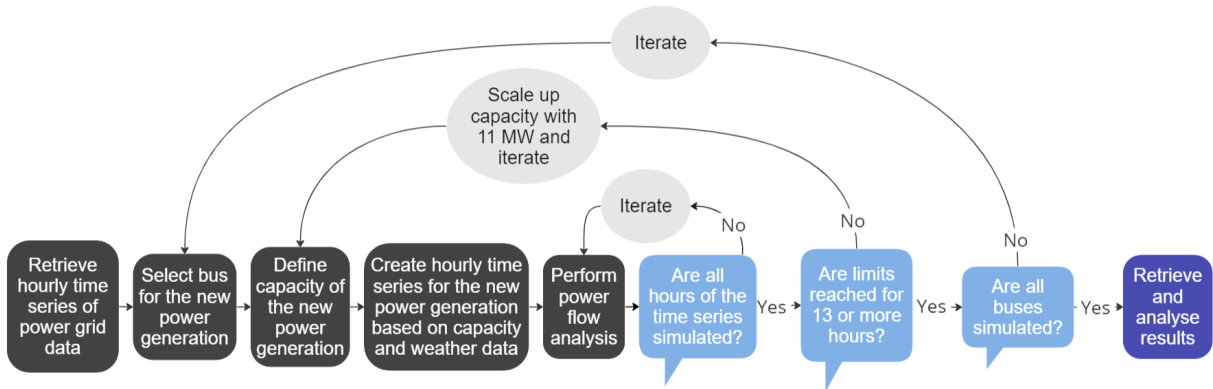 Iterate
Scale up
capacity with
11 MW and
iterate
Iterate
No
No
No
Retrieve
hourly time
series of
power grid
data
Select bus
for the new
power
generation
Define
capacity of
the new
power
generation
Create hourly time
series for the new
power generation
based on capacity
and weather data
Perform
power
flow
analysis
Are all
hours of the
time series
simulated?
Yes
Are limits
reached for
13 or more
hours?
Yes
Are all
buses
simulated?
Yes
Retrieve
and
analyse
results